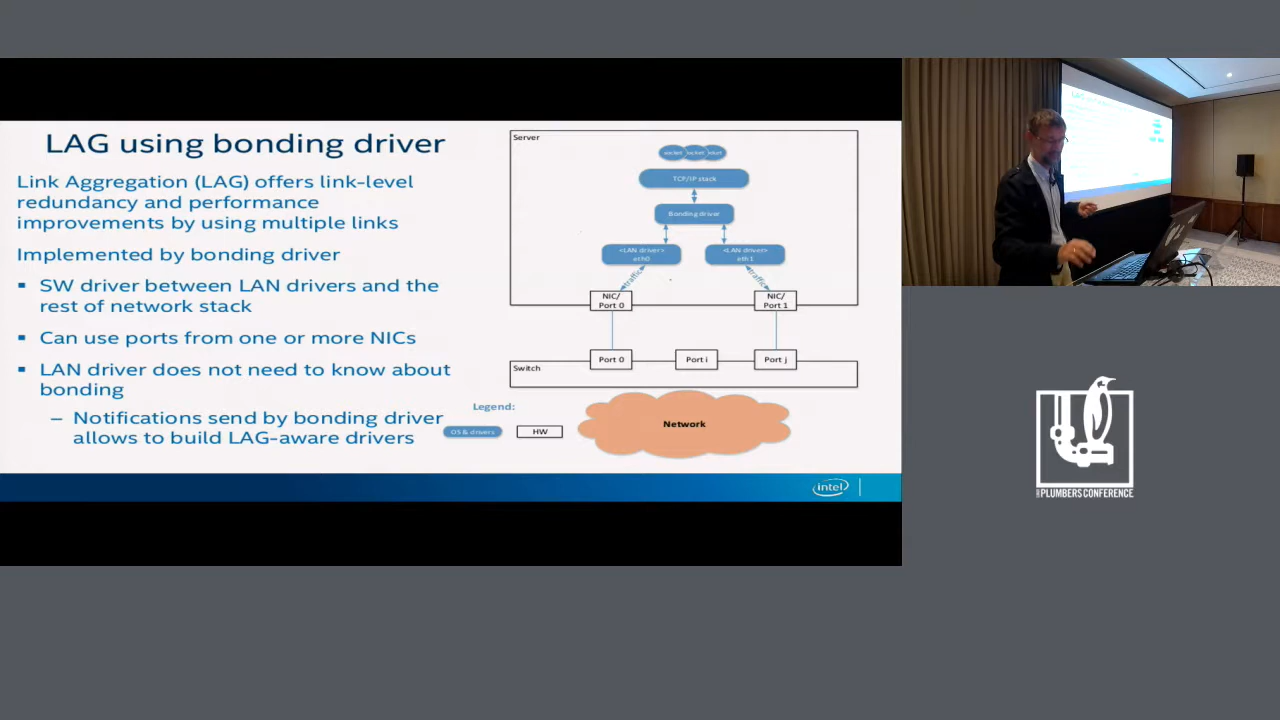 LAG using bonding driver
Link Aggregation (LAG) offers link-level
redundancy and performance
improvements by using multiple links
Implemented by bonding driver
SW driver between LAN drivers and the
rest of network stack
Can use ports from one or more NICs
LAN driver does not need to know about
bonding
– Notifications send by bonding driver
allows to build LAG-aware drivers
Server
TCP/IP stack
Bonding driver
<LAN driver>
eth0
<LAN driver>
eth1
traffic
traffic
NIC/
Port 0
NIC/
Port 1
Port 0
Port i
Port j
Switch
Legend:
OS & drivers
HW
Network
intel
PLUMBERS CONFERENCE